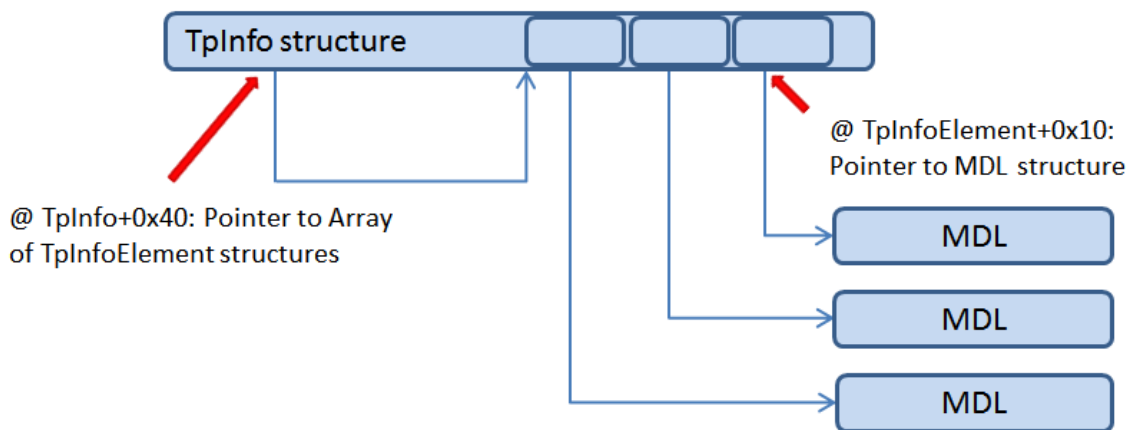 TpInfo structure
@ TpInfoElement+0x10:
Pointer to MDL structure
@ TpInfo+0x40: Pointer to Array
of TpInfoElement structures
MDL
MDL
MDL